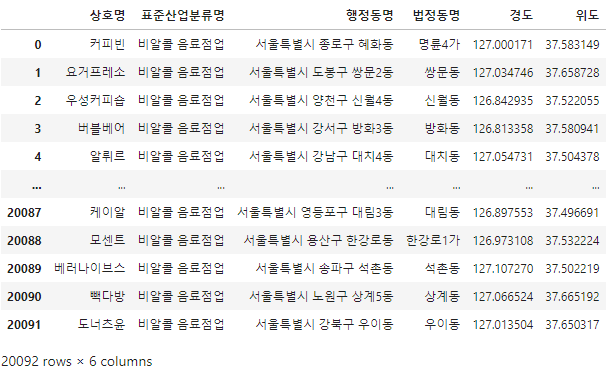 상호명 표준산업분류명 행정동명 법정동명 경도 위도
0 커피빈 비알콜 음료점업 서울특별시 종로구 혜화동 명륜4가 127.000171 37.583149
1 요거프레소 비알콜 음료점업 서울특별시 도봉구 쌍문2동 쌍문동 127.034746 37.658728
2 우성커피숍 비알콜 음료점업 서울특별시 양천구 신월4동 신월동 126.842935 37.522055
3 버블베어 비알콜 음료점업 서울특별시 강서구 방화3동 방화동 126.813358 37.580941
4 알뤼르 비알콜 음료점업 서울특별시 강남구 대치4동 대치동 127.054731 37.504378
... ... ... ... ... ... ...
20087 케이알 비알콜 음료점업 서울특별시 영등포구 대림3동 대림동 126.897553 37.496691
20088 모센트 비알콜 음료점업 서울특별시 용산구 한강로동 한강로1가 126.973108 37.532224
20089 베러나이브스 비알콜 음료점업 서울특별시 송파구 석촌동 석촌동 127.107270 37.502219
20090 빽다방 비알콜 음료점업 서울특별시 노원구 상계5동 상계동 127.066524 37.665192
20091 도너츠윤 비알콜 음료점업 서울특별시 강북구 우이동 우이동 127.013504 37.650317
20092 rows × 6 columns